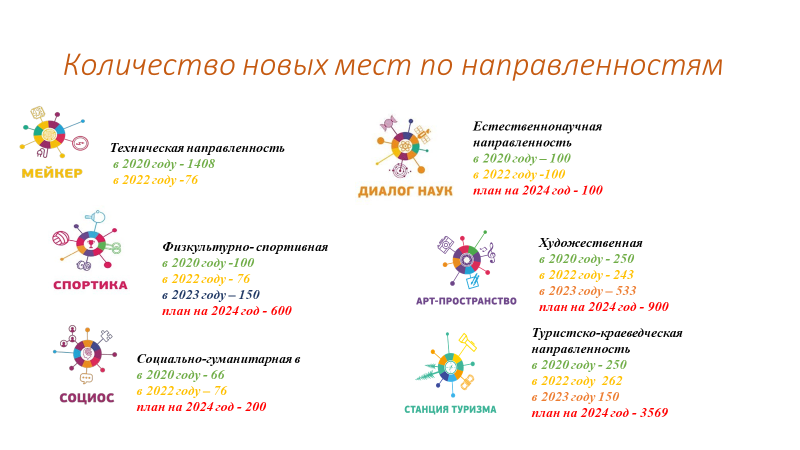 Количество новых мест по направленностям
МЕЙКЕР
Техническая направленность
в 2020 году - 1408
в 2022 году -76
ДИАЛОГ НАУК
Естественнонаучная
направленность
в 2020 году – 100
в 2022 году -100
план на 2024 год - 100
СПОРТИКА
Физкультурно- спортивная
в 2020 году -100
в 2022 году - 76
в 2023 году – 150
план на 2024 год - 600
АРТ-ПРОСТРАНСТВО
Художественная
в 2020 году - 250
в 2022 году - 243
в 2023 году – 533
план на 2024 год - 900
СОЦИОС
Социально-гуманитарная в
в 2020 году - 66
в 2022 году – 76
план на 2024 год - 200
СТАНЦИЯ ТУРИЗМА
Туристско-краеведческая
направленность
в 2020 году - 250
в 2022 году 262
в 2023 году 150
план на 2024 год - 3569